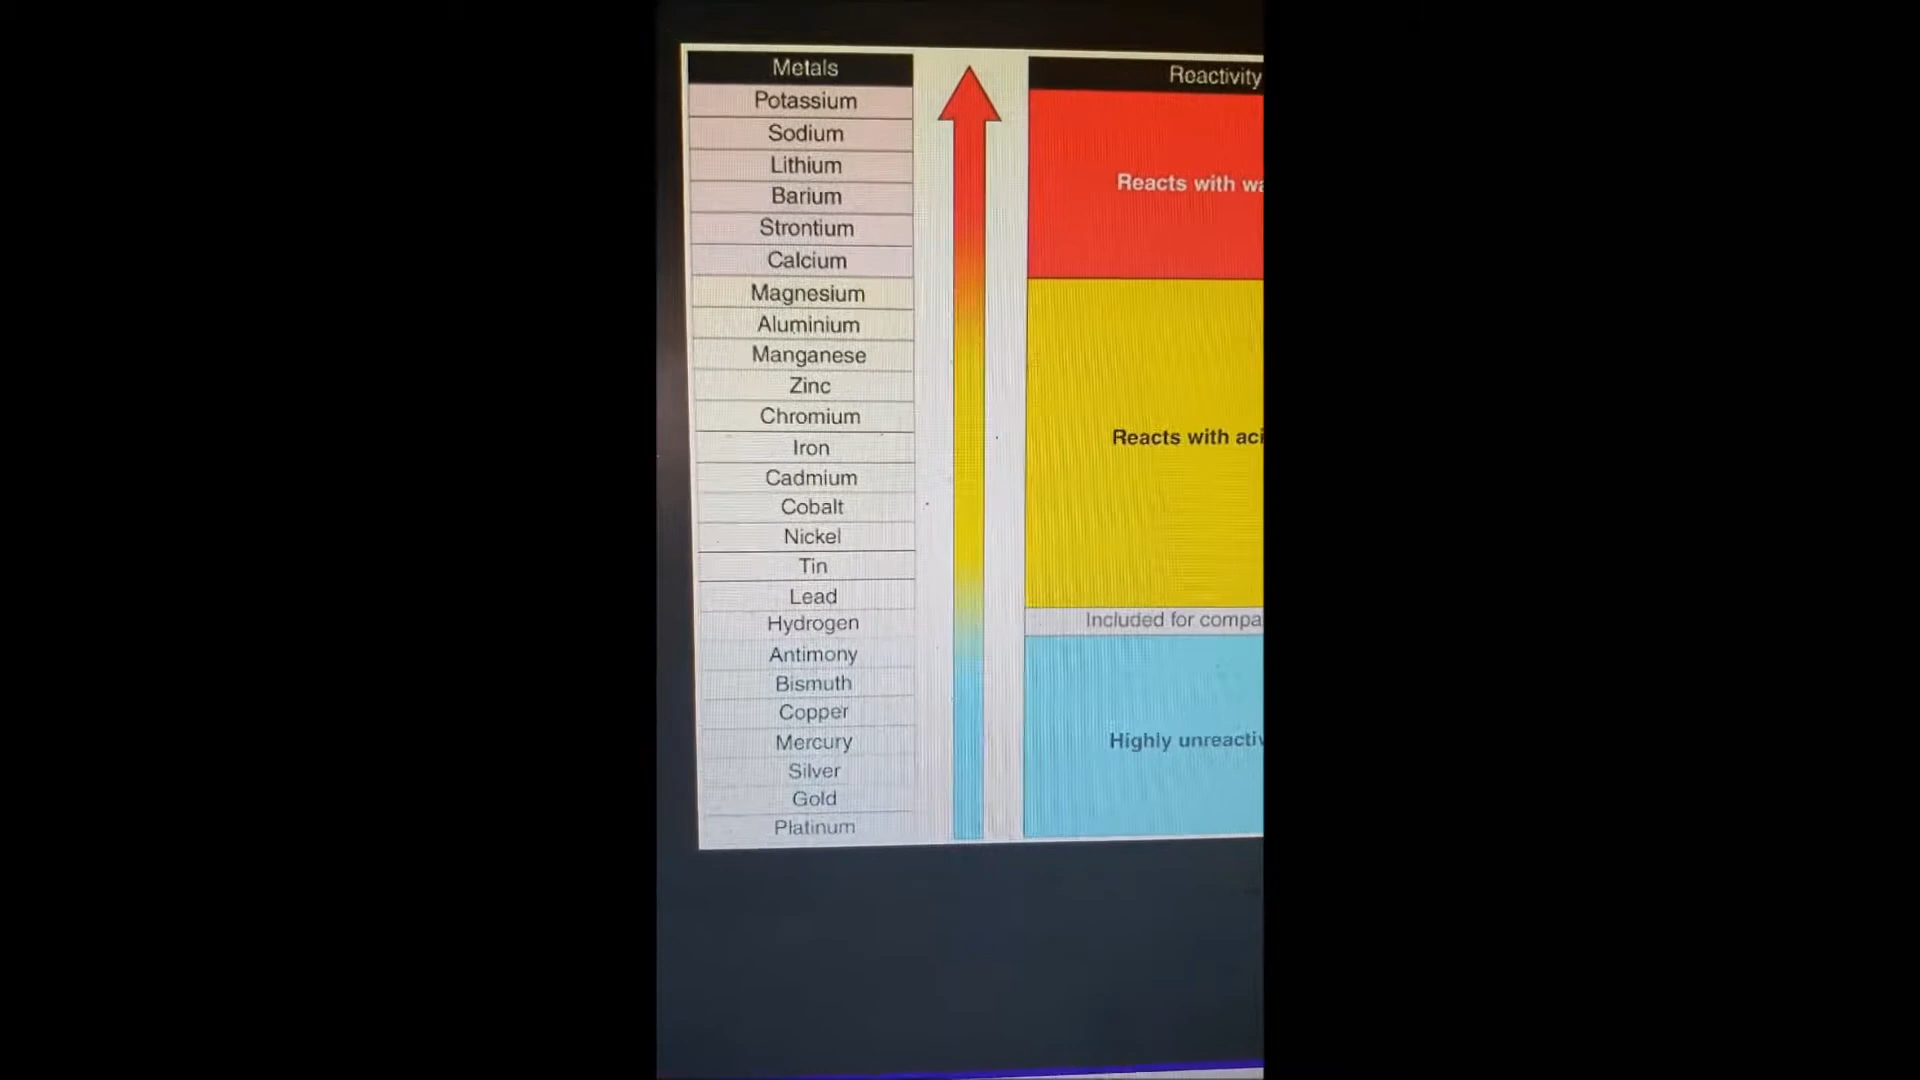 Metals
Reactivity
Potassium
Sodium
Lithium
Barium
Strontium
Calcium
Magnesium
Aluminium
Manganese
Zinc
Chromium
Iron
Cadmium
Cobalt
Nickel
Tin
Lead
Hydrogen
Antimony
Bismuth
Copper
Mercury
Silver
Gold
Platinum
Reacts with
Reacts with
Included for
Highly